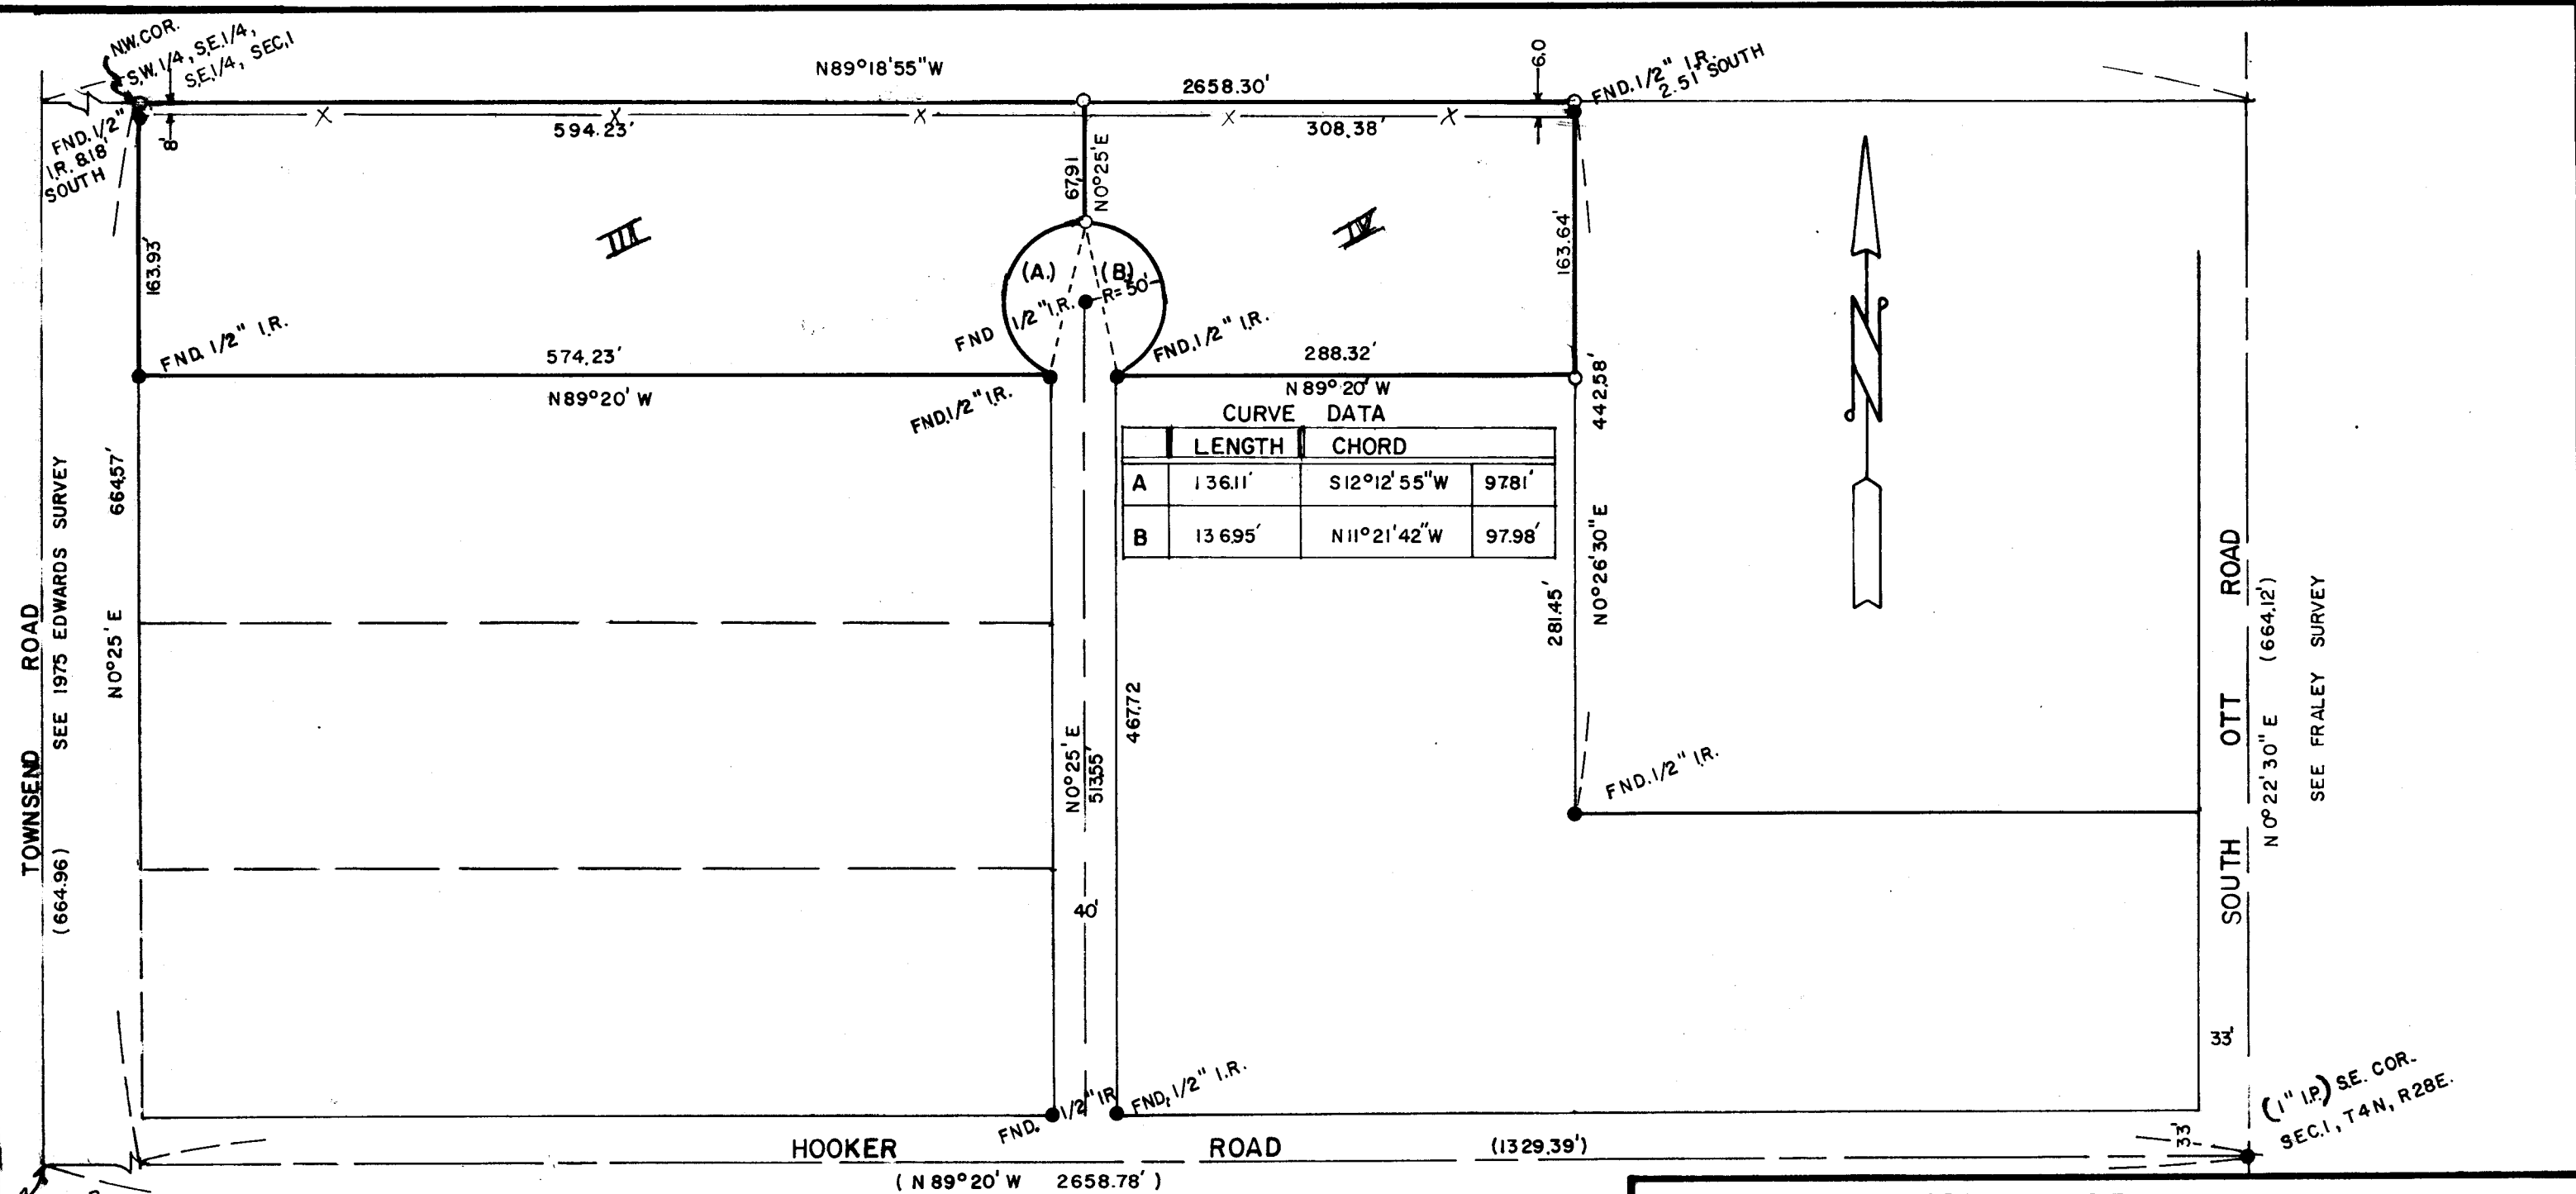 N.W. COR.
S.W. 1/4, S.E. 1/4,
S.E. 1/4, SEC. 1
N89°18'55"W
2658.30'
6.0
FND. 1/2" I.R.
2.51' SOUTH
FND. 1/2"
I.R. 8.18'
SOUTH
8'
X X X X X
594.23'
308.38'
67.91
N0°25'E
163.93'
III
IV
163.64'
(A.)
(B.)
R=50'
FND 1/2" I.R.
FND. 1/2" I.R.
FND. 1/2" I.R.
574.23'
N89°20' W
FND. 1/2" I.R.
288.32'
N 89° 20' W
442.58'
N0°26'30" E
281.45'
CURVE DATA
LENGTH CHORD
A 136.11' S12°12'55"W 97.81'
B 136.95' N11°21'42"W 97.98'
N
664.57'
N0°25' E
TOWNSEND ROAD
SEE 1975 EDWARDS SURVEY
(664.96)
N0°25' E
513.55'
467.72
40'
FND. 1/2" I.R.
SOUTH OTT ROAD
N 0°22'30" E (664.12')
SEE FRALEY SURVEY
33'
33'
FND. 1/2" I.R.
FND. 1/2" I.R.
HOOKER ROAD
(1329.39')
(N 89°20' W 2658.78')
(1" I.P.) S.E. COR.
SEC. 1, T4N, R28E.